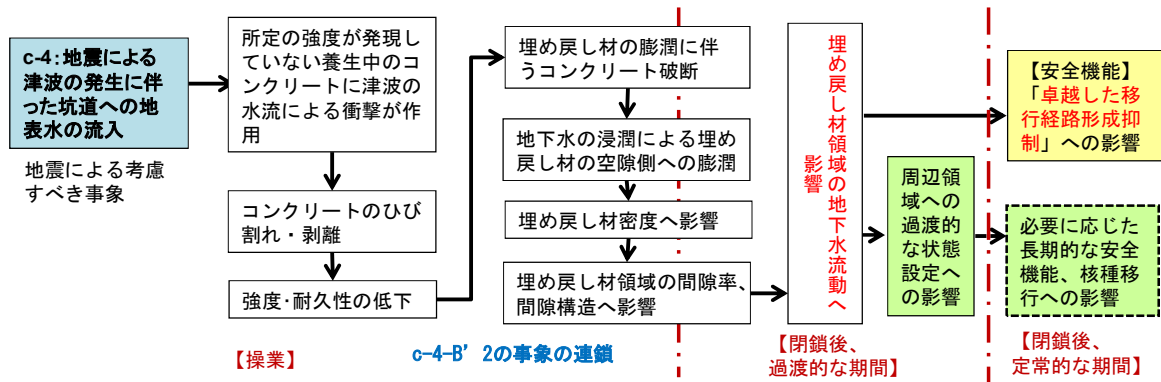 c-4：地震による
津波の発生に伴
った坑道への地
表水の流入
地震による考慮
すべき事象
所定の強度が発現し
ていない養生中のコ
ンクリートに津波の
水流による衝撃が作
用
コンクリートのひび
割れ・剥離
強度・耐久性の低下
【操業】
埋め戻し材の膨潤に伴
うコンクリート破断
地下水の浸潤による埋め
戻し材の空隙側への膨潤
埋め戻し材密度へ影響
埋め戻し材領域の間隙率、
間隙構造へ影響
c-4-B’2の事象の連鎖
埋め戻し材領域の地下水流動へ
影響
周辺領
域への
過渡的
な状態
設定へ
の影響
【閉鎖後、
過渡的な期間】
【安全機能】
「卓越した移
行経路形成抑
制」への影響
必要に応じた
長期的な安全
機能、核種移
行への影響
【閉鎖後、
定常的な期間】